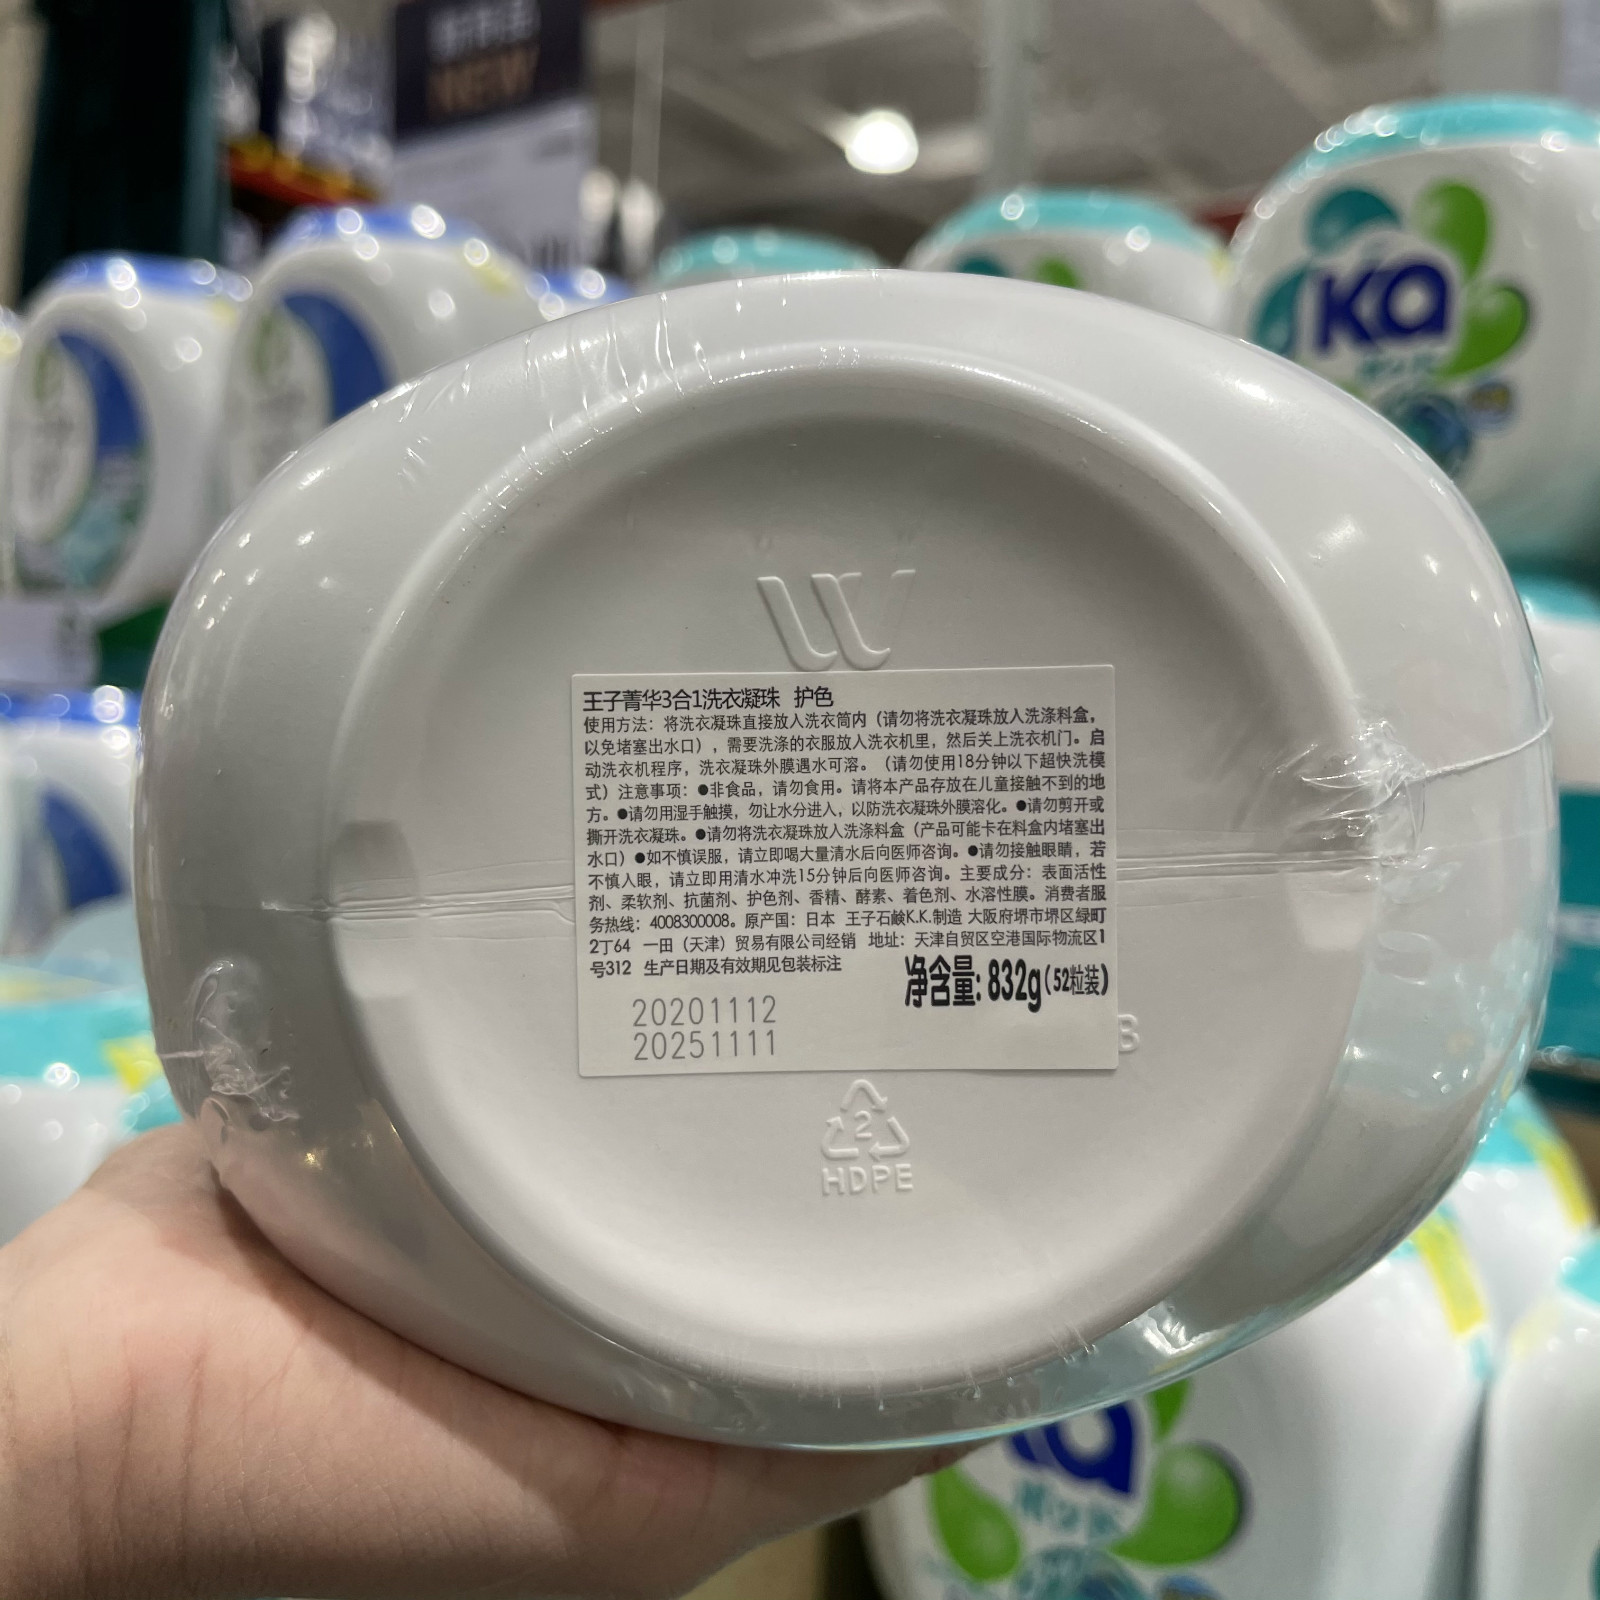 新商品
NEW
Ka
W
王子菁华3合1洗衣凝珠 护色
使用方法：将洗衣凝珠直接放入洗衣筒内（请勿将洗衣凝珠放入洗涤料盒，
以免堵塞出水口），需要洗涤的衣服放入洗衣机里，然后关上洗衣机门。启
动洗衣机程序，洗衣凝珠外膜遇水可溶。（请勿使用18分钟以下超快洗模
式）注意事项：●非食品，请勿食用。请将本产品存放在儿童接触不到的地
方。●请勿用湿手触摸，勿让水分进入，以防洗衣凝珠外膜溶化。●请勿剪开或
撕开洗衣凝珠。●请勿将洗衣凝珠放入洗涤料盒（产品可能卡在料盒内堵塞出
水口）●如不慎误服，请立即喝大量清水后向医师咨询。●请勿接触眼睛，若
不慎入眼，请立即用清水冲洗15分钟后向医师咨询。主要成分：表面活性
剂、柔软剂、抗菌剂、护色剂、香精、酵素、着色剂、水溶性膜。消费者服
务热线：4008300008。原产国：日本 王子石鹸K.K.制造 大阪府堺市堺区緑町
2丁64 一田（天津）贸易有限公司经销 地址：天津自贸区空港国际物流区1
号312 生产日期及有效期见包装标注
净含量: 832g(52粒装)
20201112
20251111
B
2
HDPE